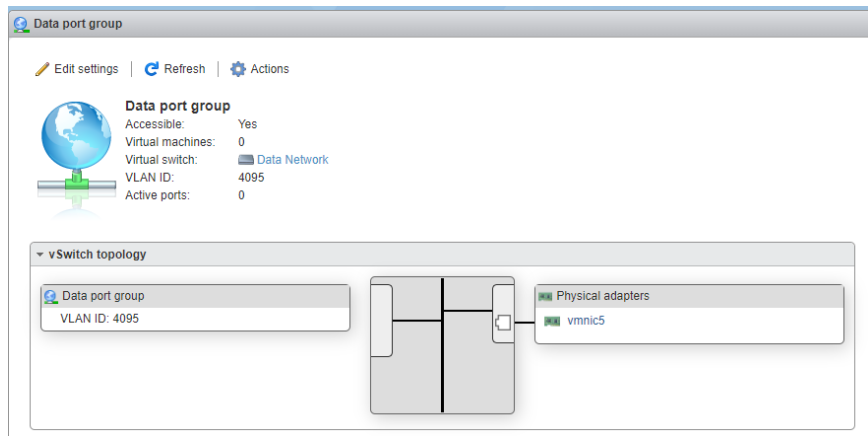 Data port group
Edit settings Refresh Actions
Data port group
Accessible: Yes
Virtual machines: 0
Virtual switch: Data Network
VLAN ID: 4095
Active ports: 0
vSwitch topology
Data port group
VLAN ID: 4095
Physical adapters
vmnic5